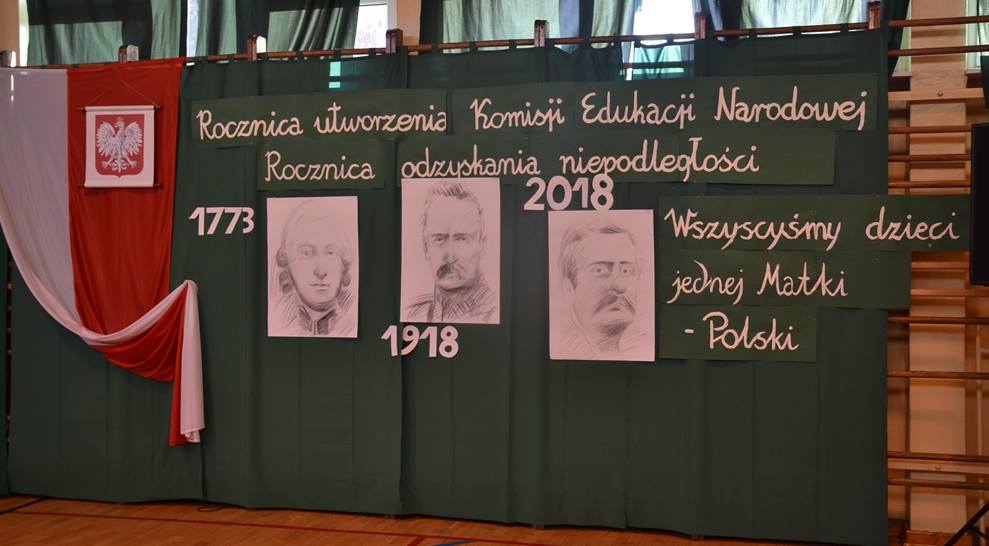 Rocznica utworzenia Komisji Edukacji Narodowej
Rocznica odzyskania niepodległości
1773
1918
2018
Wszyscyśmy dzieci
jednej Matki
- Polski